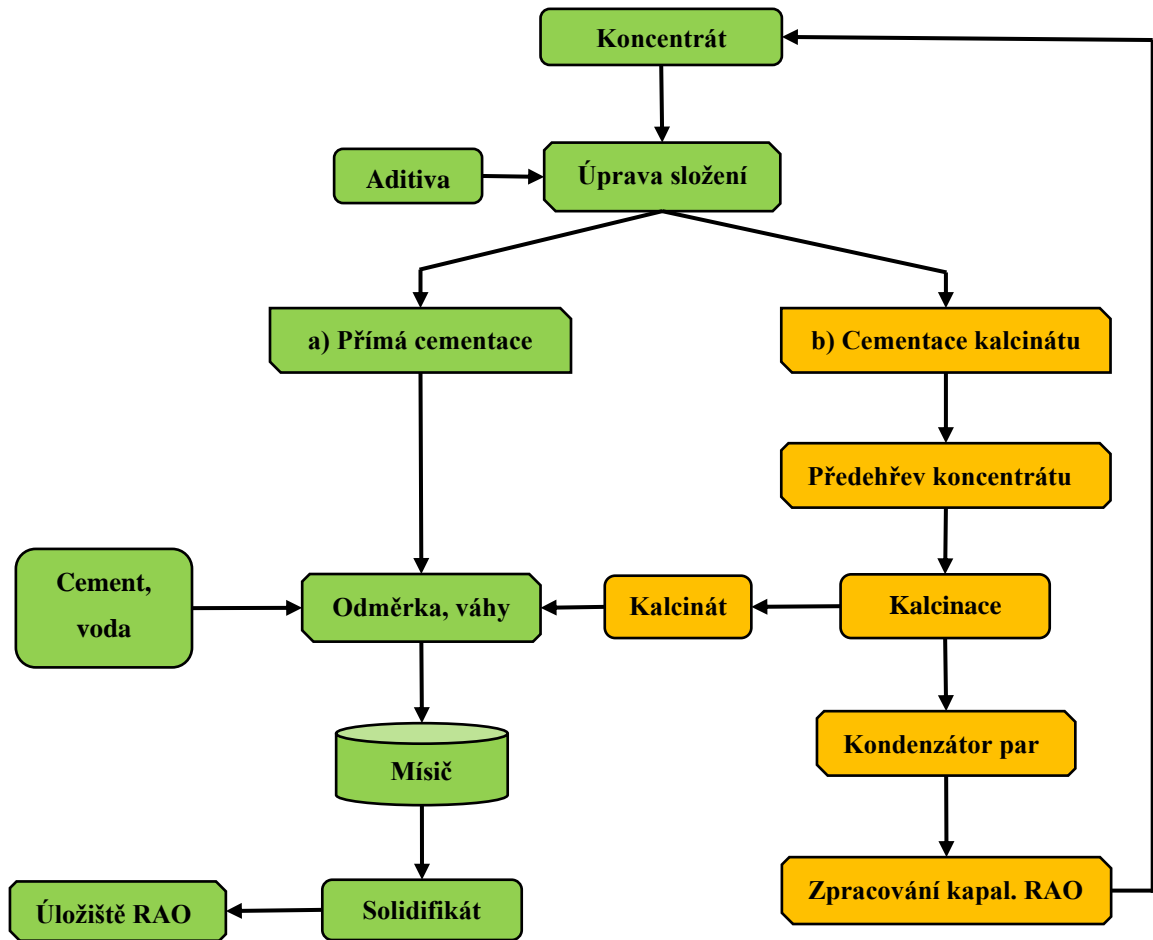 Koncentrát
Aditiva
Úprava složení
a) Přímá cementace
b) Cementace kalcinátu
Předehřev koncentrátu
Cement,
voda
Odměrka, váhy
Kalcinát
Kalcinace
Kondenzátor par
Mísič
Úložiště RAO
Solidifikát
Zpracování kapal. RAO